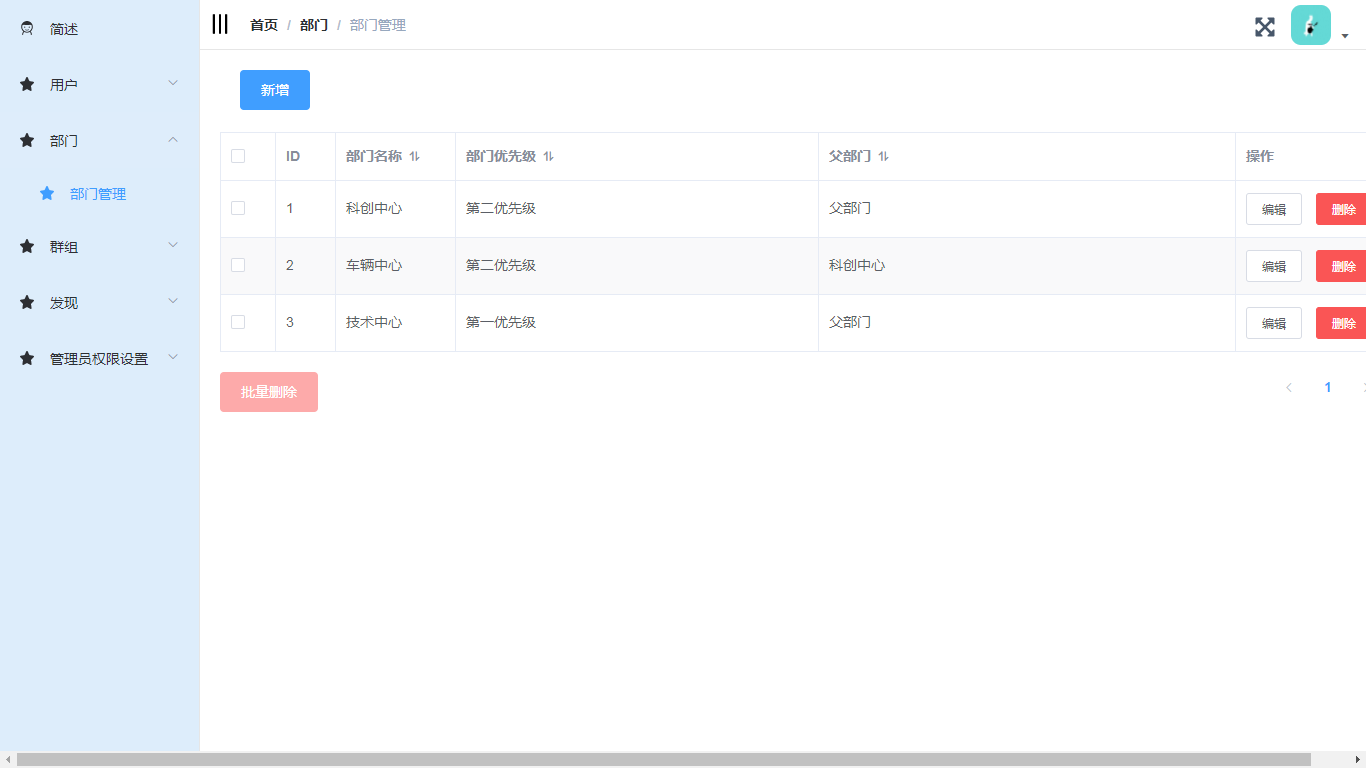 简述
用户
部门
部门管理
群组
发现
管理员权限设置
首页 / 部门 / 部门管理
新增
ID 部门名称 部门优先级 父部门 操作
1 科创中心 第二优先级 父部门 编辑 删除
2 车辆中心 第二优先级 科创中心 编辑 删除
3 技术中心 第一优先级 父部门 编辑 删除
批量删除
1